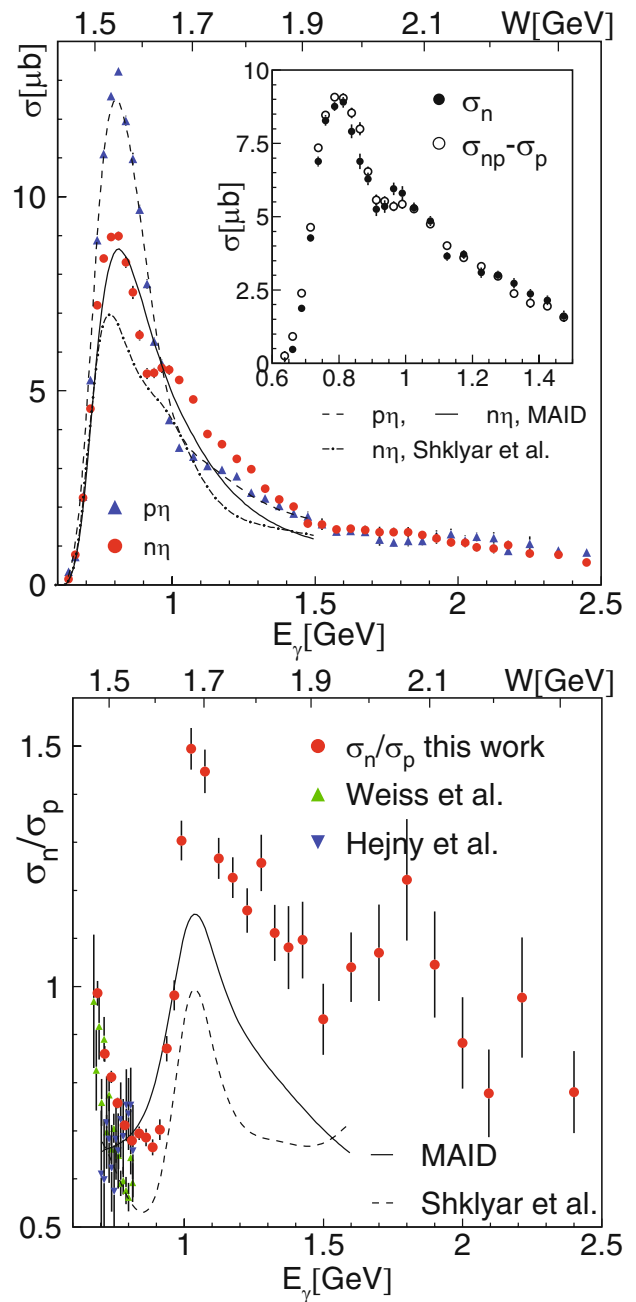 1.5 1.6 1.7 1.9 2.1 W[GeV]
σ[μb]
10
5
0
9
7.5
5
2.5
0
σ[μb]
σn
σnp-σp
0.6 0.8 1 1.2 1.4
pη, nη, MAID
nη, Shklyar et al.
pη
nη
1 1.5 2 2.5
Eγ[GeV]
1.5 1.7 1.9 2.1 W[GeV]
1.5
1
0.5
σn/σp
σn/σp this work
Weiss et al.
Hejny et al.
MAID
Shklyar et al.
1 1.5 2 2.5
Eγ[GeV]